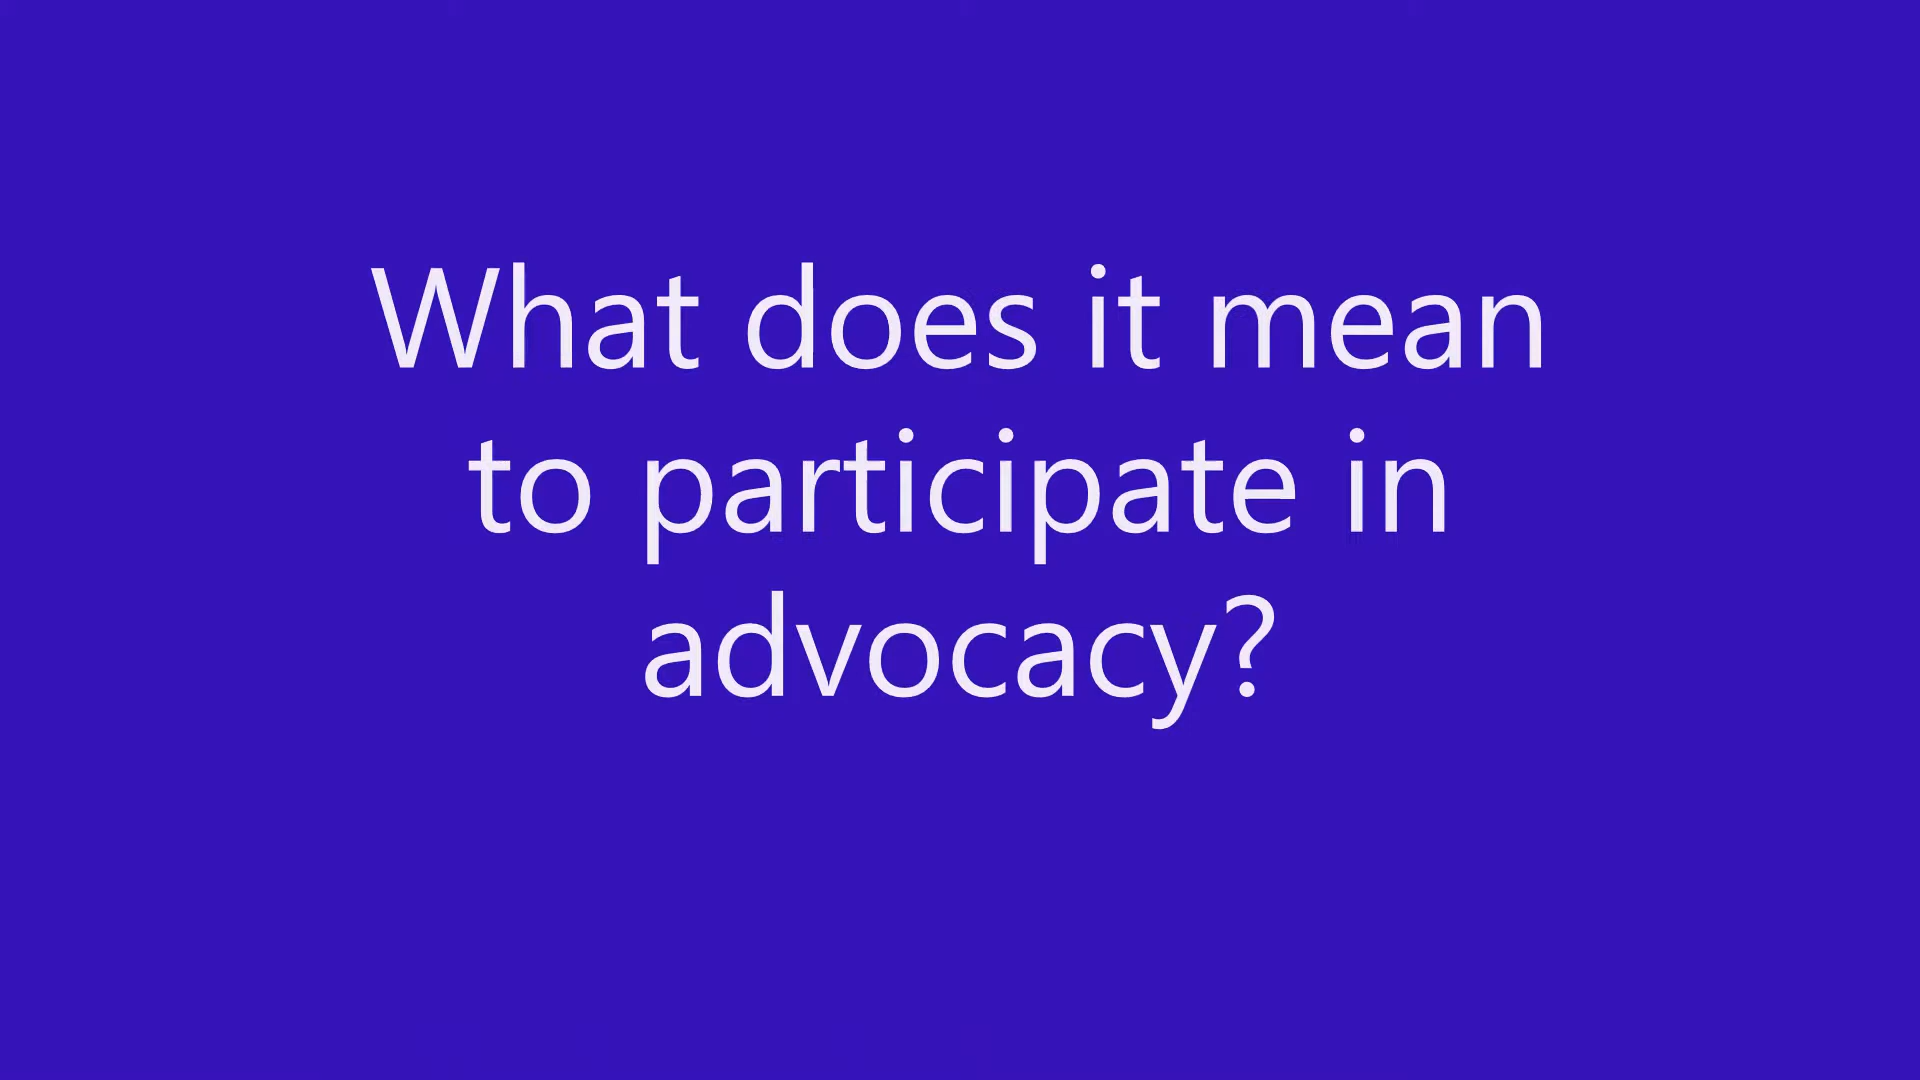 What does it mean
to participate in
advocacy?